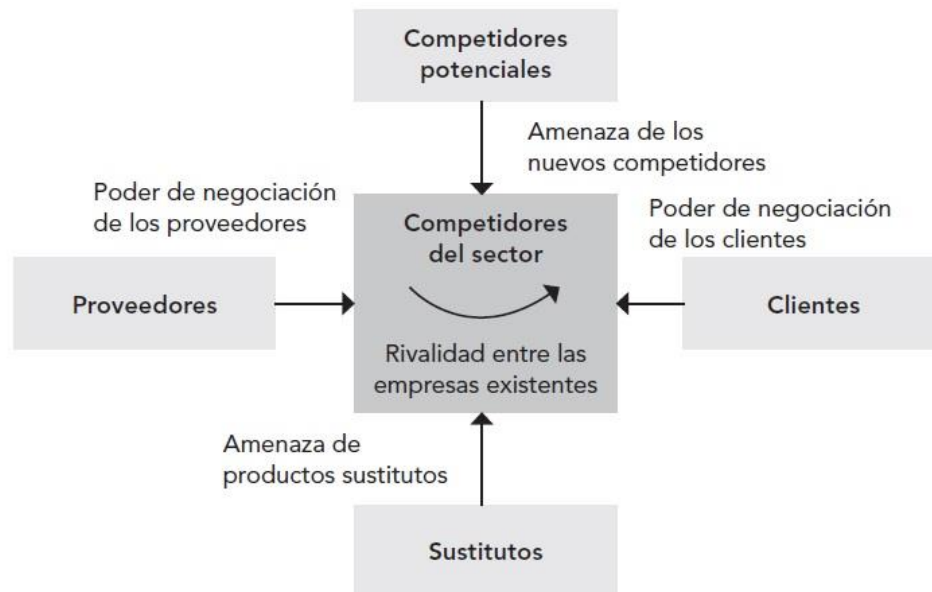 Competidores
potenciales
Amenaza de los
nuevos competidores
Poder de negociación
de los proveedores
Competidores
del sector
Poder de negociación
de los clientes
Proveedores
Clientes
Rivalidad entre las
empresas existentes
Amenaza de
productos sustitutos
Sustitutos